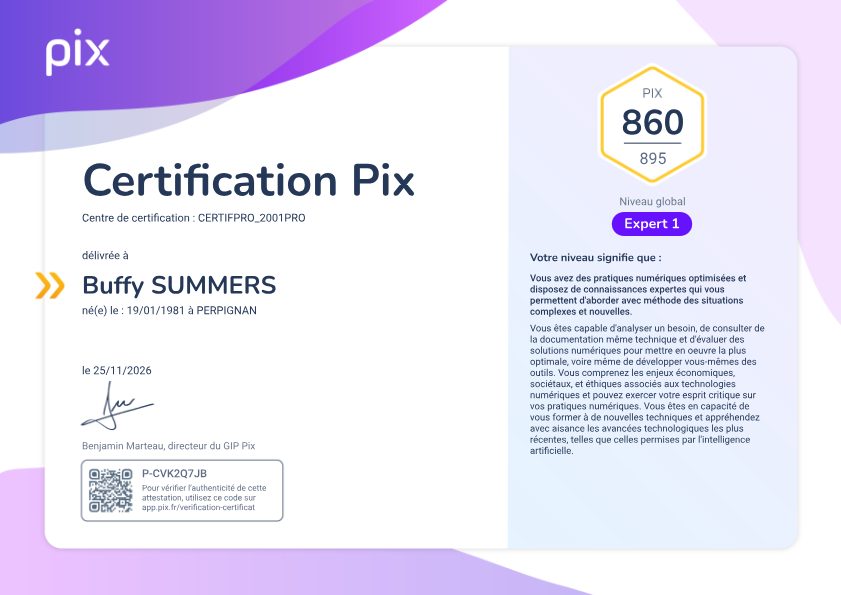 pix
Certification Pix
Centre de certification : CERTIFPRO_2001PRO
délivrée à
Buffy SUMMERS
né(e) le : 19/01/1981 à PERPIGNAN
le 25/11/2026
Benjamin Marteau, directeur du GIP Pix
P-CVK2Q7JB
Pour vérifier l'authenticité de cette
attestation, utilisez ce code sur
app.pix.fr/verification-certificat
PIX
860
895
Niveau global
Expert 1
Votre niveau signifie que :
Vous avez des pratiques numériques optimisées et
disposez de connaissances expertes qui vous
permettent d'aborder avec méthode des situations
complexes et nouvelles.
Vous êtes capable d'analyser un besoin, de consulter de
la documentation même technique et d'évaluer des
solutions numériques pour mettre en oeuvre la plus
optimale, voire même de développer vous-mêmes des
outils. Vous comprenez les enjeux économiques,
sociétaux, et éthiques associés aux technologies
numériques et pouvez exercer votre esprit critique sur
vos pratiques numériques. Vous êtes en capacité de
vous former à de nouvelles techniques et appréhendez
avec aisance les avancées technologiques les plus
récentes, telles que celles permises par l'intelligence
artificielle.